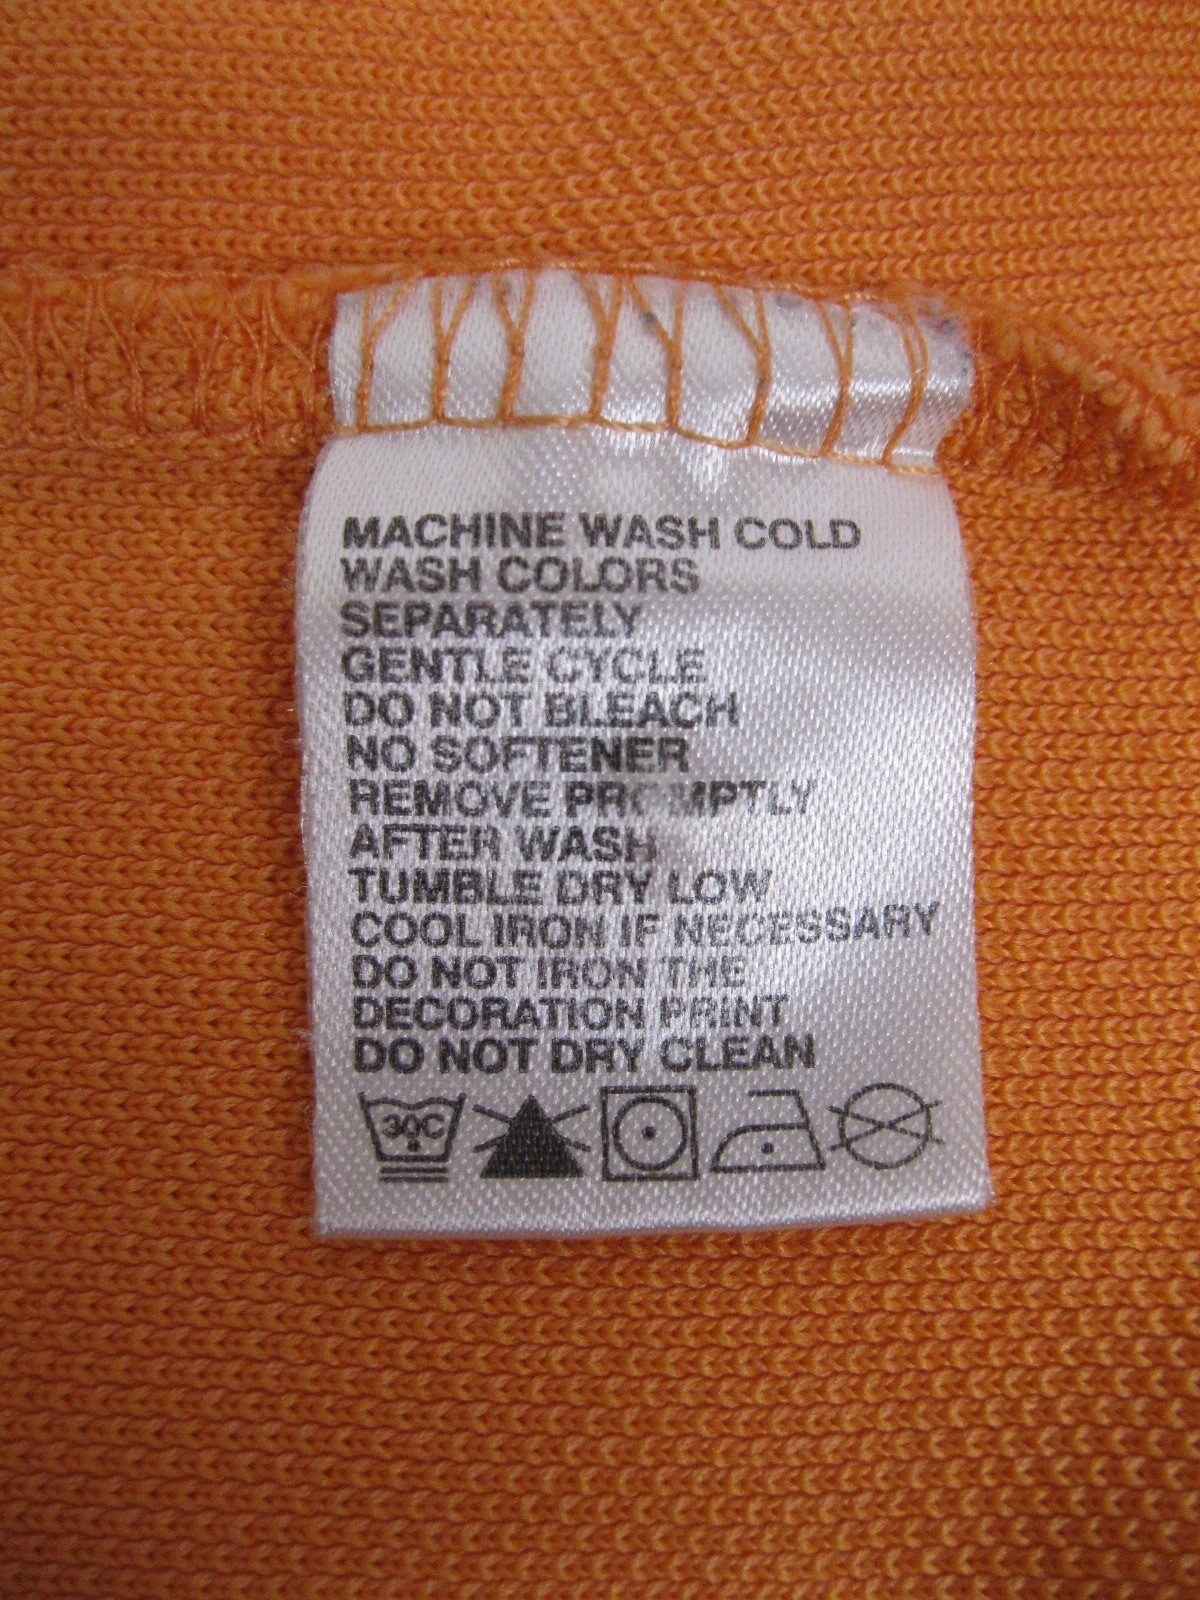 MACHINE WASH COLD
WASH COLORS
SEPARATELY
GENTLE CYCLE
DO NOT BLEACH
NO SOFTENER
REMOVE PROMPTLY
AFTER WASH
TUMBLE DRY LOW
COOL IRON IF NECESSARY
DO NOT IRON THE
DECORATION PRINT
DO NOT DRY CLEAN
30C